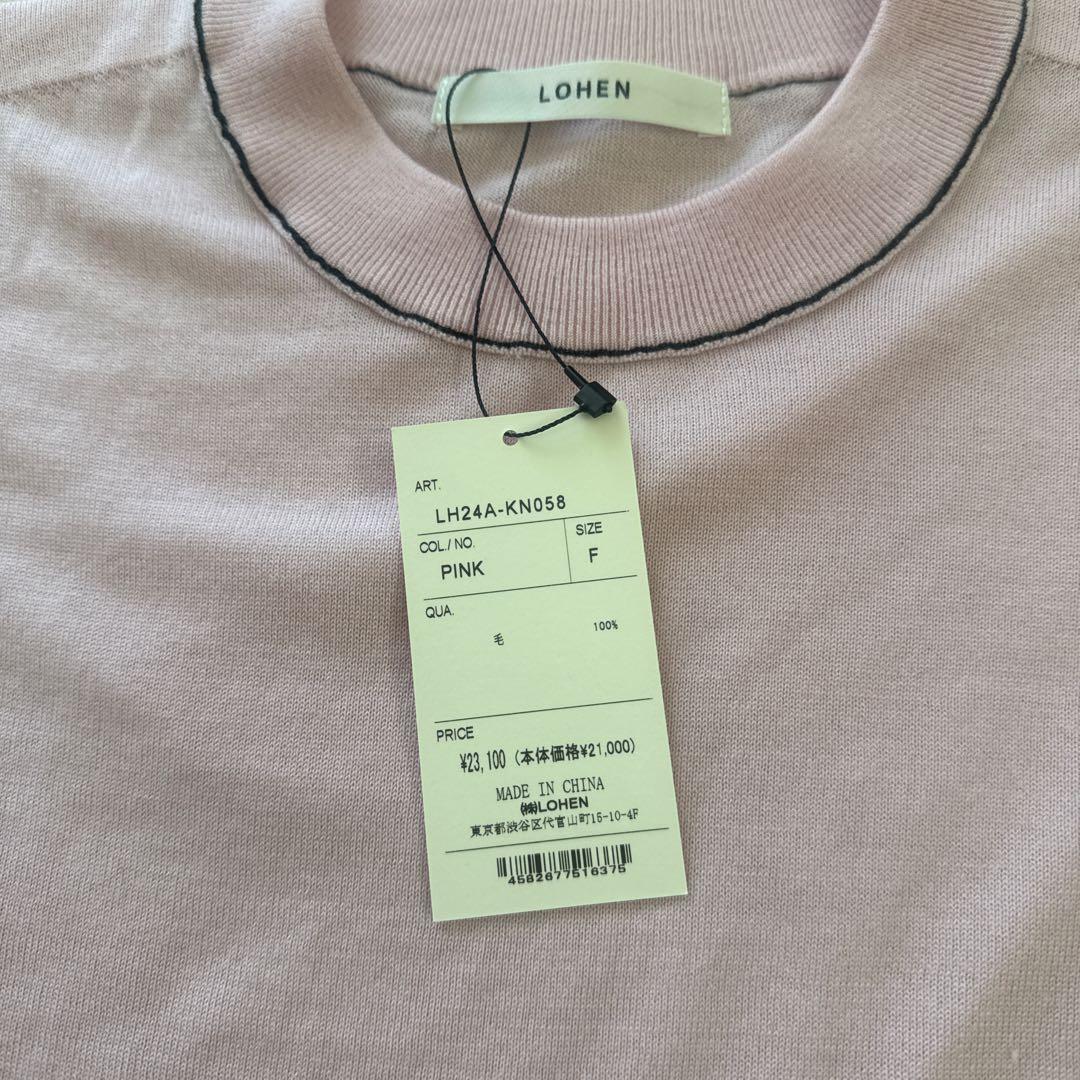 LOHEN
ART.
LH24A-KN058
COL./ NO. SIZE
PINK F
QUA.
毛 100%
PRICE
¥23,100 (本体価格¥21,000)
MADE IN CHINA
㈱LOHEN
東京都渋谷区代官山町15-10-4F
4582677516375